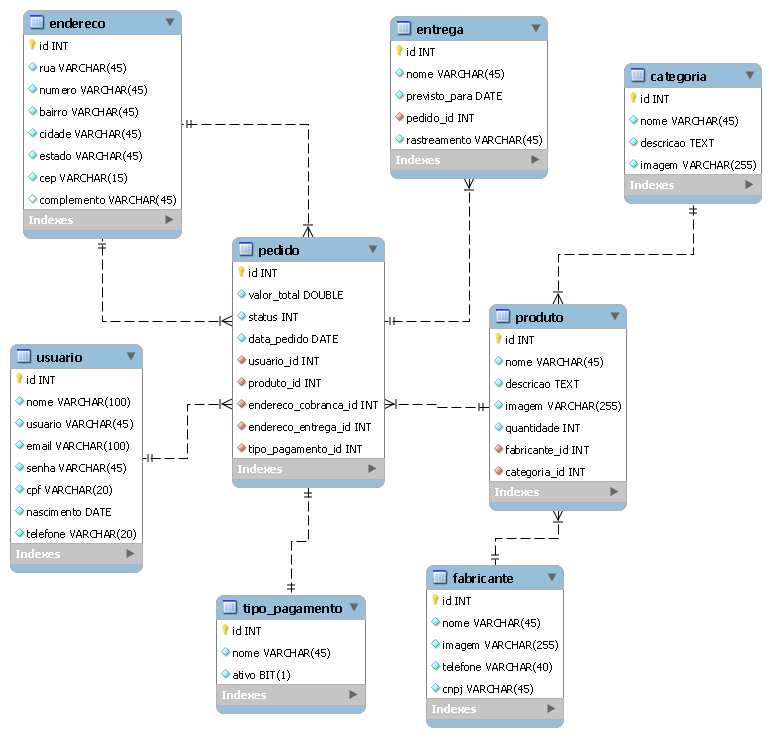 endereco
id INT
rua VARCHAR(45)
numero VARCHAR(45)
bairro VARCHAR(45)
cidade VARCHAR(45)
estado VARCHAR(45)
cep VARCHAR(15)
complemento VARCHAR(45)
Indexes
entrega
id INT
nome VARCHAR(45)
previsto_para DATE
pedido_id INT
rastreamento VARCHAR(45)
Indexes
categoria
id INT
nome VARCHAR(45)
descricao TEXT
imagem VARCHAR(255)
Indexes
pedido
id INT
valor_total DOUBLE
status INT
data_pedido DATE
usuario_id INT
produto_id INT
endereco_cobranca_id INT
endereco_entrega_id INT
tipo_pagamento_id INT
Indexes
produto
id INT
nome VARCHAR(45)
descricao TEXT
imagem VARCHAR(255)
quantidade INT
fabricante_id INT
categoria_id INT
Indexes
usuario
id INT
nome VARCHAR(100)
usuario VARCHAR(45)
email VARCHAR(100)
senha VARCHAR(45)
cpf VARCHAR(20)
nascimento DATE
telefone VARCHAR(20)
Indexes
tipo_pagamento
id INT
nome VARCHAR(45)
ativo BIT(1)
Indexes
fabricante
id INT
nome VARCHAR(45)
imagem VARCHAR(255)
telefone VARCHAR(40)
cnpj VARCHAR(45)
Indexes